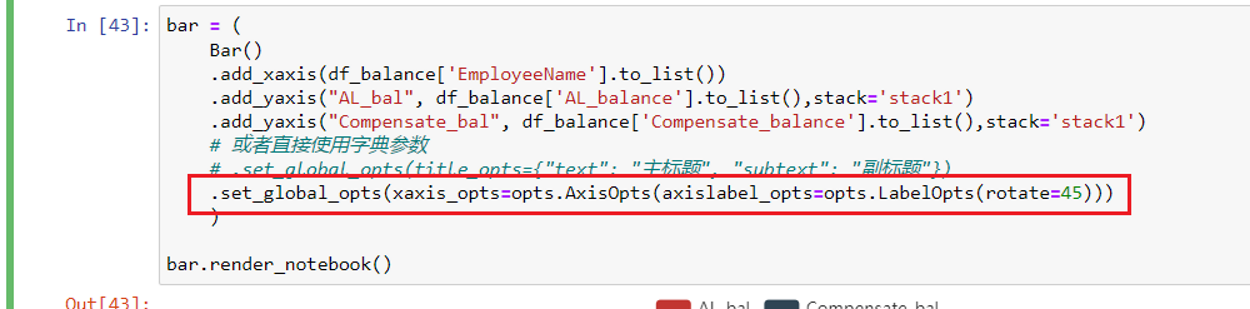 In [43]: bar = (
Bar()
.add_xaxis(df_balance['EmployeeName'].to_list())
.add_yaxis("AL_bal", df_balance['AL_balance'].to_list(),stack='stack1')
.add_yaxis("Compensate_bal", df_balance['Compensate_balance'].to_list(),stack='stack1')
# 或者直接使用字典参数
# .set_global_opts(title_opts={"text": "主标题", "subtext": "副标题"})
.set_global_opts(xaxis_opts=opts.AxisOpts(axislabel_opts=opts.LabelOpts(rotate=45)))
)
bar.render_notebook()
Out[43]: AL_bal Compensate_bal